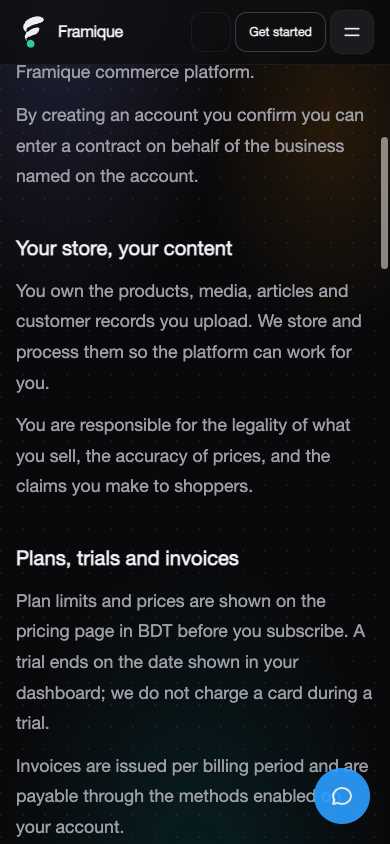 Framique
Get started
Framique commerce platform.
By creating an account you confirm you can
enter a contract on behalf of the business
named on the account.
Your store, your content
You own the products, media, articles and
customer records you upload. We store and
process them so the platform can work for
you.
You are responsible for the legality of what
you sell, the accuracy of prices, and the
claims you make to shoppers.
Plans, trials and invoices
Plan limits and prices are shown on the
pricing page in BDT before you subscribe. A
trial ends on the date shown in your
dashboard; we do not charge a card during a
trial.
Invoices are issued per billing period and are
payable through the methods enabled
your account.